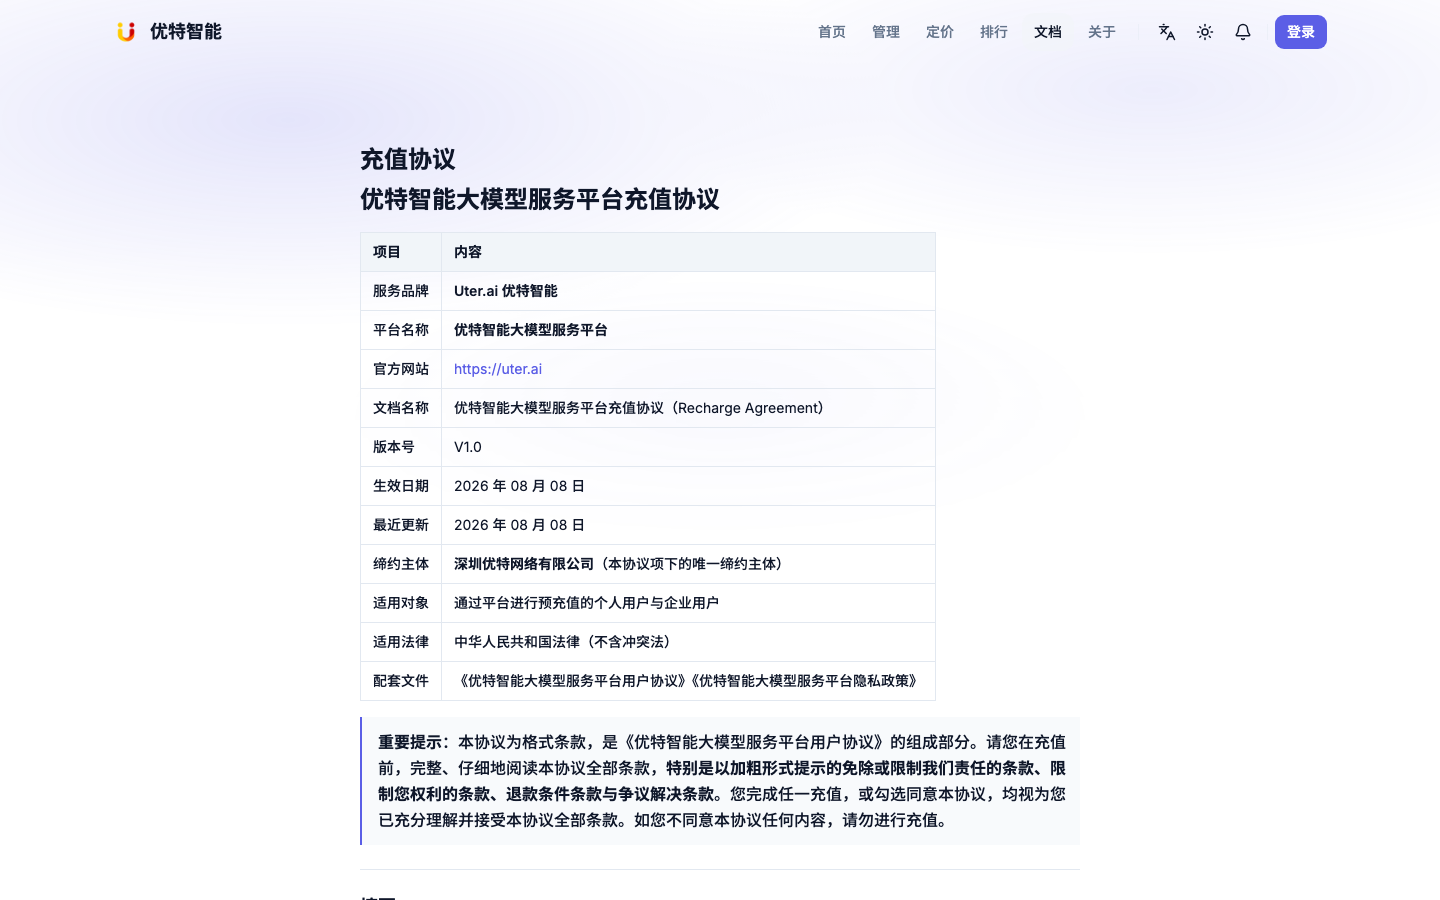 优特智能
首页 管理 定价 排行 文档 关于 登录
充值协议
优特智能大模型服务平台充值协议
项目 内容
服务品牌 Uter.ai 优特智能
平台名称 优特智能大模型服务平台
官方网站 https://uter.ai
文档名称 优特智能大模型服务平台充值协议（Recharge Agreement）
版本号 V1.0
生效日期 2026 年 08 月 08 日
最近更新 2026 年 08 月 08 日
缔约主体 深圳优特网络有限公司（本协议项下的唯一缔约主体）
适用对象 通过平台进行预充值的个人用户与企业用户
适用法律 中华人民共和国法律（不含冲突法）
配套文件 《优特智能大模型服务平台用户协议》《优特智能大模型服务平台隐私政策》
重要提示：本协议为格式条款，是《优特智能大模型服务平台用户协议》的组成部分。请您在充值
前，完整、仔细地阅读本协议全部条款，特别是以加粗形式提示的免除或限制我们责任的条款、限
制您权利的条款、退款条件条款与争议解决条款。您完成任一充值，或勾选同意本协议，均视为您
已充分理解并接受本协议全部条款。如您不同意本协议任何内容，请勿进行充值。